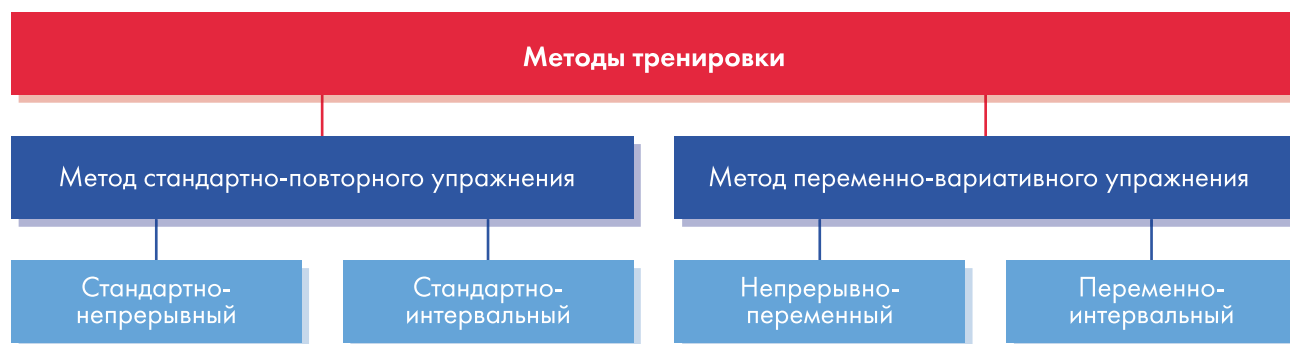 Методы тренировки
Метод стандартно-повторного упражнения
Метод переменно-вариативного упражнения
Стандартно-
непрерывный
Стандартно-
интервальный
Непрерывно-
переменный
Переменно-
интервальный